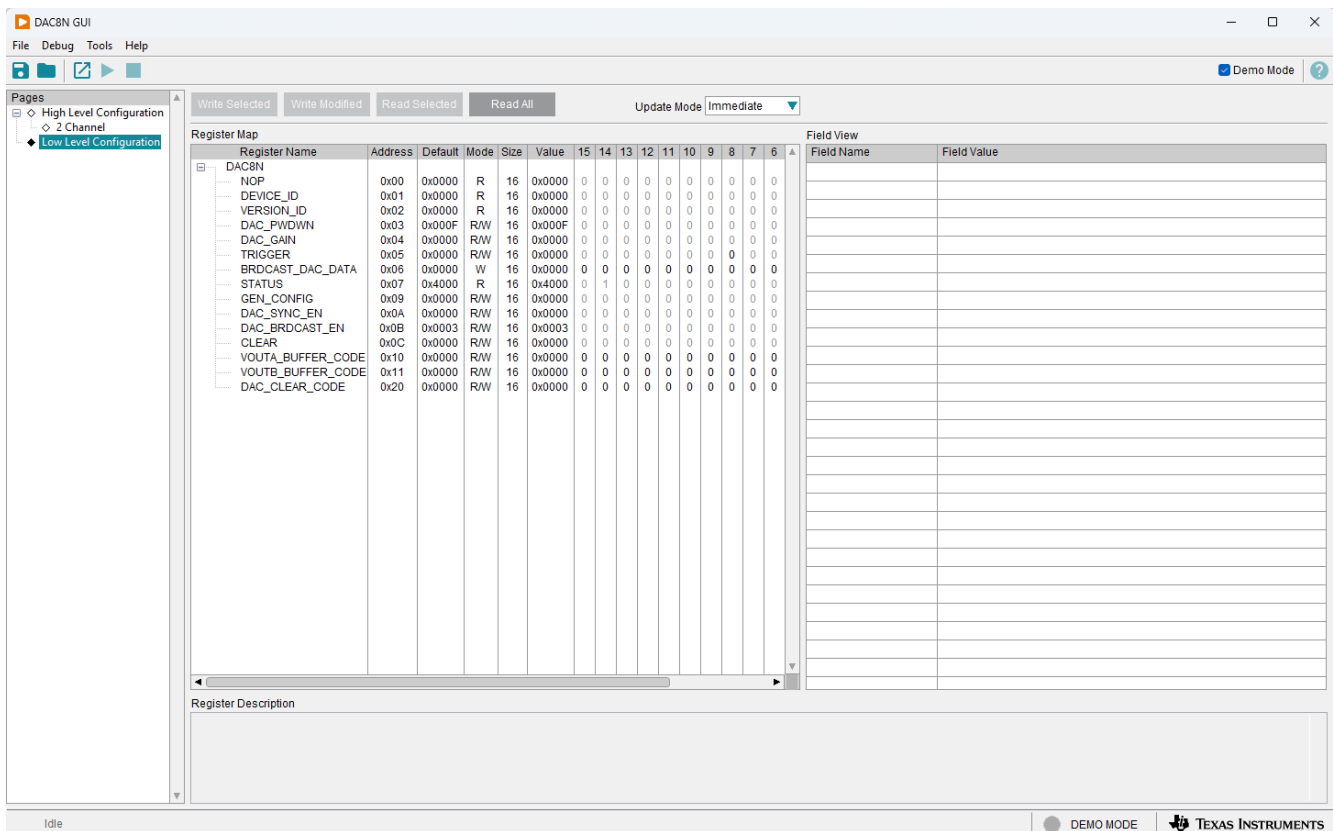 DAC8N GUI
File Debug Tools Help
Demo Mode
Pages
High Level Configuration
2 Channel
Low Level Configuration
Write Selected Write Modified Read Selected Read All Update Mode Immediate
Register Map
Register Name Address Default Mode Size Value 15 14 13 12 11 10 9 8 7 6
DAC8N
NOP 0x00 0x0000 R 16 0x0000 0 0 0 0 0 0 0 0 0 0
DEVICE_ID 0x01 0x0000 R 16 0x0000 0 0 0 0 0 0 0 0 0 0
VERSION_ID 0x02 0x0000 R 16 0x0000 0 0 0 0 0 0 0 0 0 0
DAC_PWDWN 0x03 0x000F R/W 16 0x000F 0 0 0 0 0 0 0 0 0 0
DAC_GAIN 0x04 0x0000 R/W 16 0x0000 0 0 0 0 0 0 0 0 0 0
TRIGGER 0x05 0x0000 R/W 16 0x0000 0 0 0 0 0 0 0 0 0 0
BRDCAST_DAC_DATA 0x06 0x0000 W 16 0x0000 0 0 0 0 0 0 0 0 0 0
STATUS 0x07 0x4000 R 16 0x4000 0 1 0 0 0 0 0 0 0 0
GEN_CONFIG 0x09 0x0000 R/W 16 0x0000 0 0 0 0 0 0 0 0 0 0
DAC_SYNC_EN 0x0A 0x0000 R/W 16 0x0000 0 0 0 0 0 0 0 0 0 0
DAC_BRDCAST_EN 0x0B 0x0003 R/W 16 0x0003 0 0 0 0 0 0 0 0 0 0
CLEAR 0x0C 0x0000 R/W 16 0x0000 0 0 0 0 0 0 0 0 0 0
VOUTA_BUFFER_CODE 0x10 0x0000 R/W 16 0x0000 0 0 0 0 0 0 0 0 0 0
VOUTB_BUFFER_CODE 0x11 0x0000 R/W 16 0x0000 0 0 0 0 0 0 0 0 0 0
DAC_CLEAR_CODE 0x20 0x0000 R/W 16 0x0000 0 0 0 0 0 0 0 0 0 0
Field View
Field Name Field Value
Register Description
Idle
DEMO MODE
TEXAS INSTRUMENTS